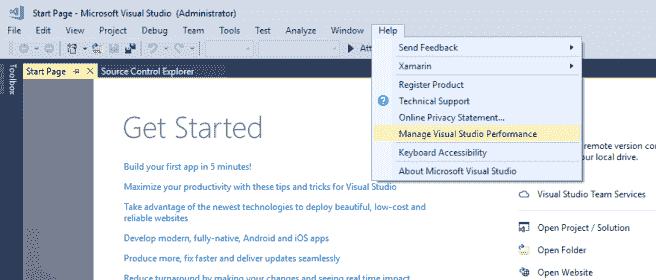 Start Page - Microsoft Visual Studio (Administrator)
File Edit View Project Debug Team Tools Test Analyze Window Help
Send Feedback
Xamarin
Register Product
Technical Support
Online Privacy Statement...
Manage Visual Studio Performance
Keyboard Accessibility
About Microsoft Visual Studio
Toolbox
Start Page Source Control Explorer
Get Started
Build your first app in 5 minutes!
Maximize your productivity with these tips and tricks for Visual Studio
Take advantage of the newest technologies to deploy beautiful, low-cost and
reliable websites
Develop modern, fully-native, Android and iOS apps
Produce more, fix faster and deliver updates seamlessly
Reduce turnaround by making your changes and seeing real time impact
remote version con
your local drive.
Visual Studio Team Services
Open Project / Solution
Open Folder
Open Website